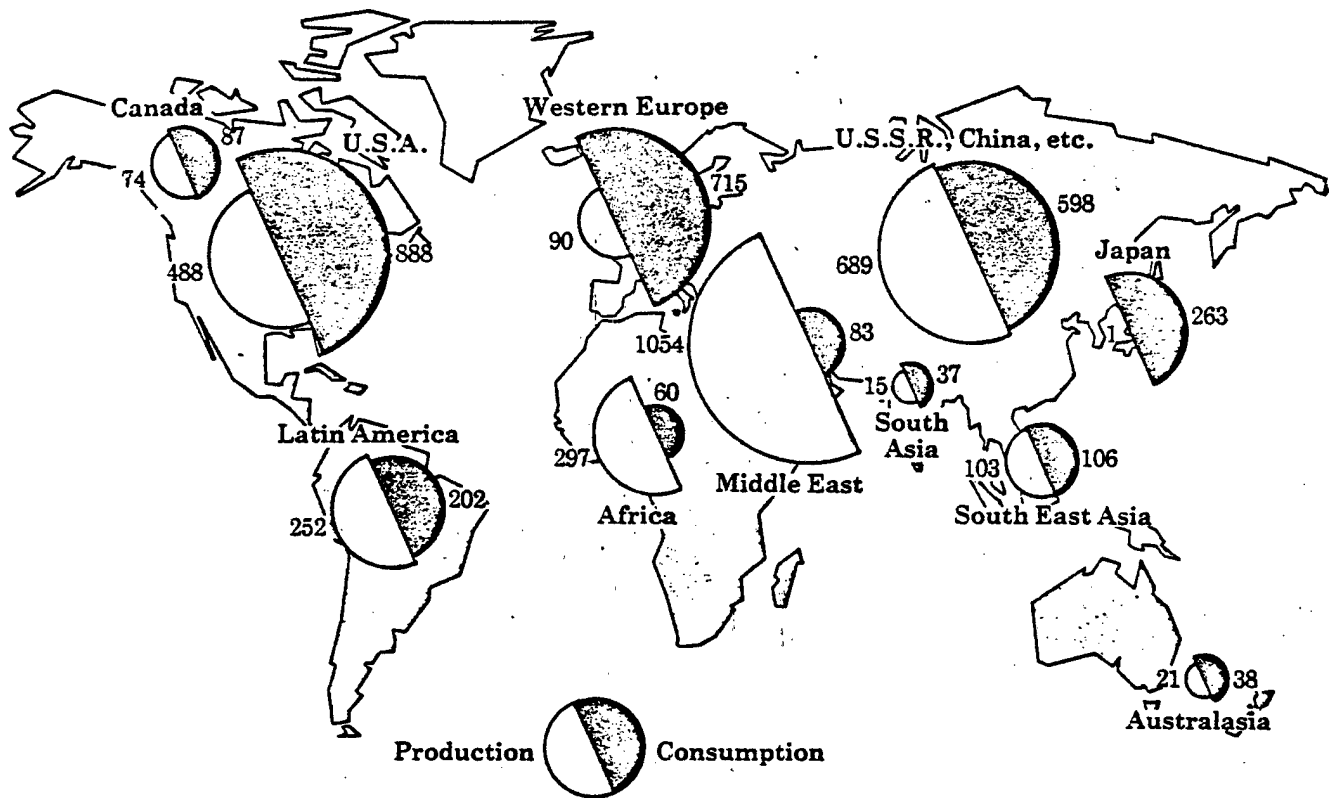 Canada
87
74
U.S.A.
488
888
Western Europe
715
90
U.S.S.R., China, etc.
598
689
Japan
263
1
1054
83
15
37
South
Asia
60
297
Middle East
Africa
Latin America
202
252
103
106
South East Asia
21
38
Australasia
Production
Consumption